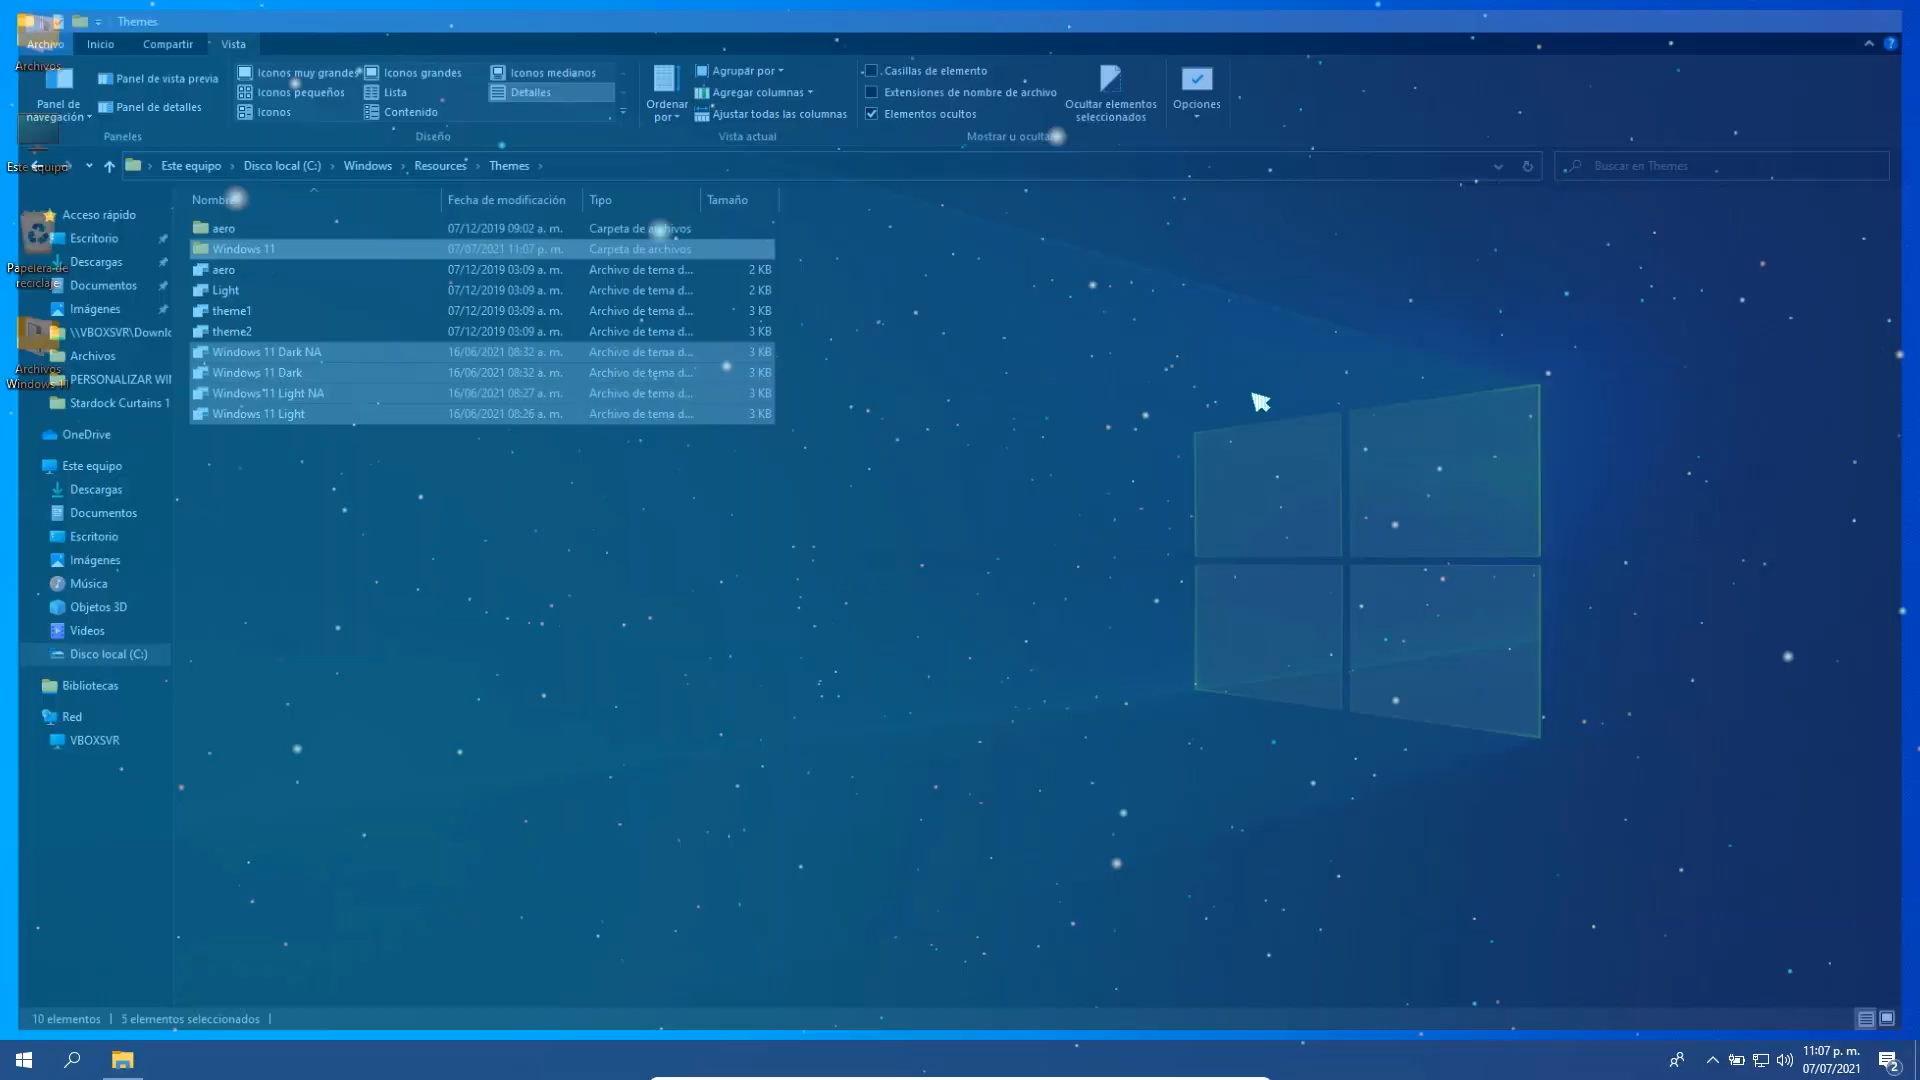 Themes
Archivo Inicio Compartir Vista
Archivos
Panel de navegación
Panel de vista previa
Panel de detalles
Paneles
Iconos muy grandes Iconos grandes Iconos medianos
Iconos pequeños Lista Detalles
Iconos Contenido
Diseño
Ordenar por
Agrupar por
Agregar columnas
Ajustar todas las columnas
Vista actual
Casillas de elemento
Extensiones de nombre de archivo
Elementos ocultos
Ocultar elementos seleccionados
Mostrar u ocultar
Opciones
Este equipo
Este equipo Disco local (C:) Windows Resources Themes
Buscar en Themes
Nombre Fecha de modificación Tipo Tamaño
aero 07/12/2019 09:02 a. m. Carpeta de archivos
Windows 11 07/07/2021 11:07 p. m. Carpeta de archivos
aero 07/12/2019 03:09 a. m. Archivo de tema d... 2 KB
Light 07/12/2019 03:09 a. m. Archivo de tema d... 2 KB
theme1 07/12/2019 03:09 a. m. Archivo de tema d... 3 KB
theme2 07/12/2019 03:09 a. m. Archivo de tema d... 3 KB
Windows 11 Dark NA 16/06/2021 08:32 a. m. Archivo de tema d... 3 KB
Windows 11 Dark 16/06/2021 08:32 a. m. Archivo de tema d... 3 KB
Windows 11 Light NA 16/06/2021 08:27 a. m. Archivo de tema d... 3 KB
Windows 11 Light 16/06/2021 08:26 a. m. Archivo de tema d... 3 KB
Acceso rápido
Escritorio
Descargas
Papelera de reciclaje
Documentos
Imágenes
\\VBOXSVR\Downlo
Archivos
Archivos Windows 11
PERSONALIZAR WIN
Stardock Curtains 1
OneDrive
Este equipo
Descargas
Documentos
Escritorio
Imágenes
Música
Objetos 3D
Videos
Disco local (C:)
Bibliotecas
Red
VBOXSVR
10 elementos 5 elementos seleccionados
11:07 p. m.
07/07/2021
2